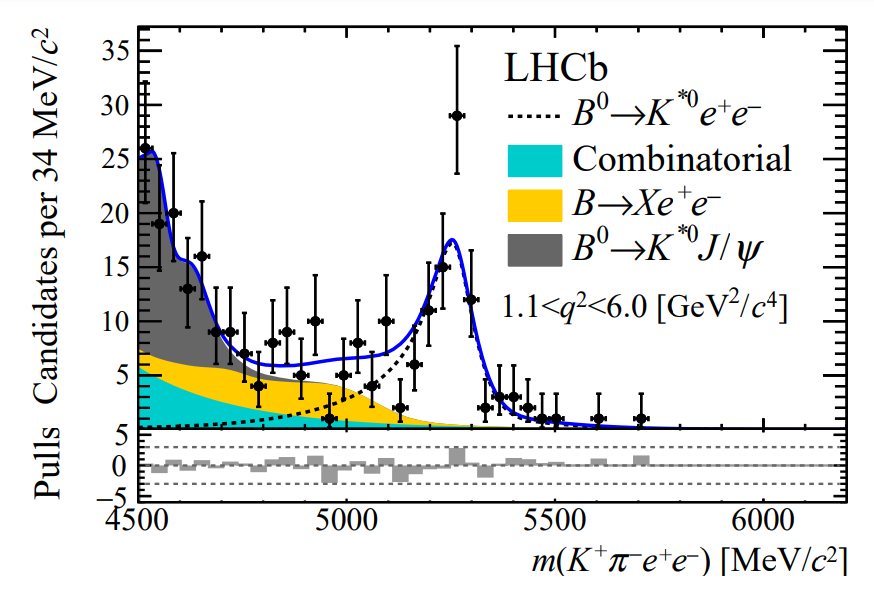 Candidates per 34 MeV/c²
35
30
25
20
15
10
5
LHCb
B⁰→K*⁰e⁺e⁻
Combinatorial
B→Xe⁺e⁻
B⁰→K*⁰J/ψ
1.1<q²<6.0 [GeV²/c⁴]
Pulls
5
0
−5
4500 5000 5500 6000
m(K⁺π⁻e⁺e⁻) [MeV/c²]